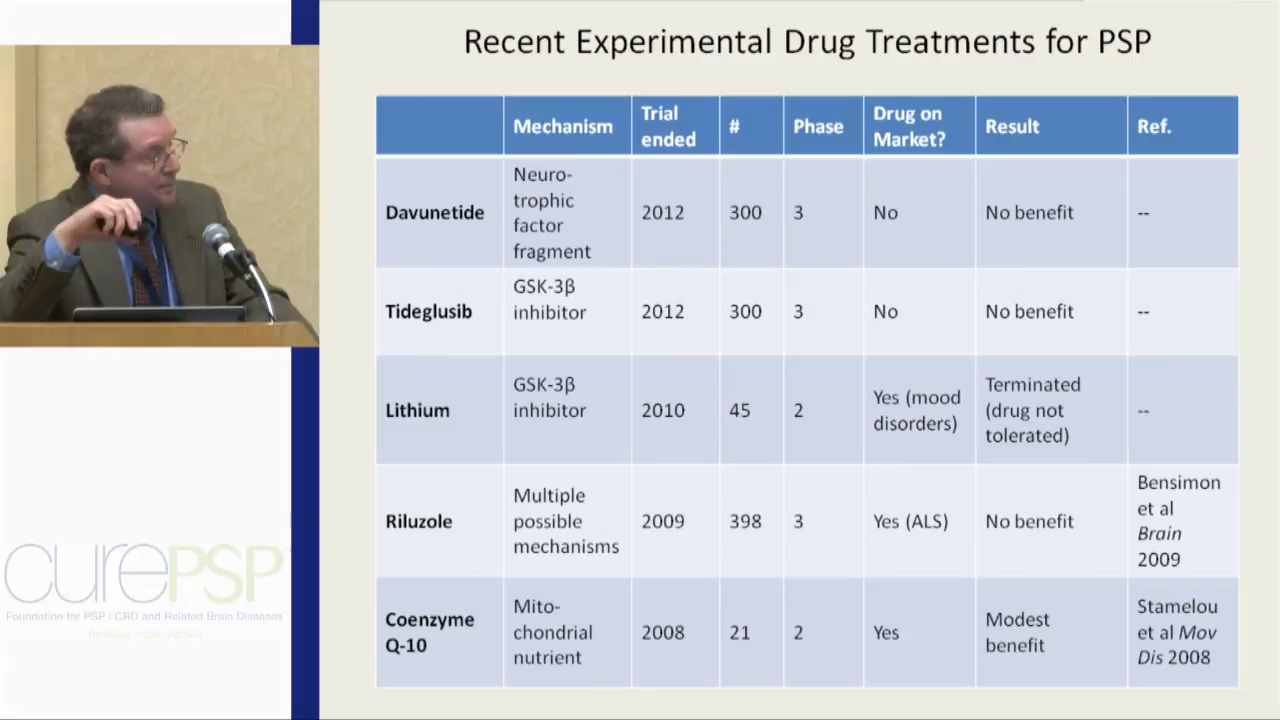 Recent Experimental Drug Treatments for PSP
Mechanism
Trial
ended
#
Phase
Drug on
Market?
Result
Ref.
Davunetide
Neuro-
trophic
factor
fragment
2012
300
3
No
No benefit
--
Tideglusib
GSK-3β
inhibitor
2012
300
3
No
No benefit
--
Lithium
GSK-3β
inhibitor
2010
45
2
Yes (mood
disorders)
Terminated
(drug not
tolerated)
--
Riluzole
Multiple
possible
mechanisms
2009
398
3
Yes (ALS)
No benefit
Bensimon
et al
Brain
2009
Coenzyme
Q-10
Mito-
chondrial
nutrient
2008
21
2
Yes
Modest
benefit
Stamelou
et al Mov
Dis 2008
curePSP
Foundation for PSP | CBD and Related Brain Diseases
because hope matters